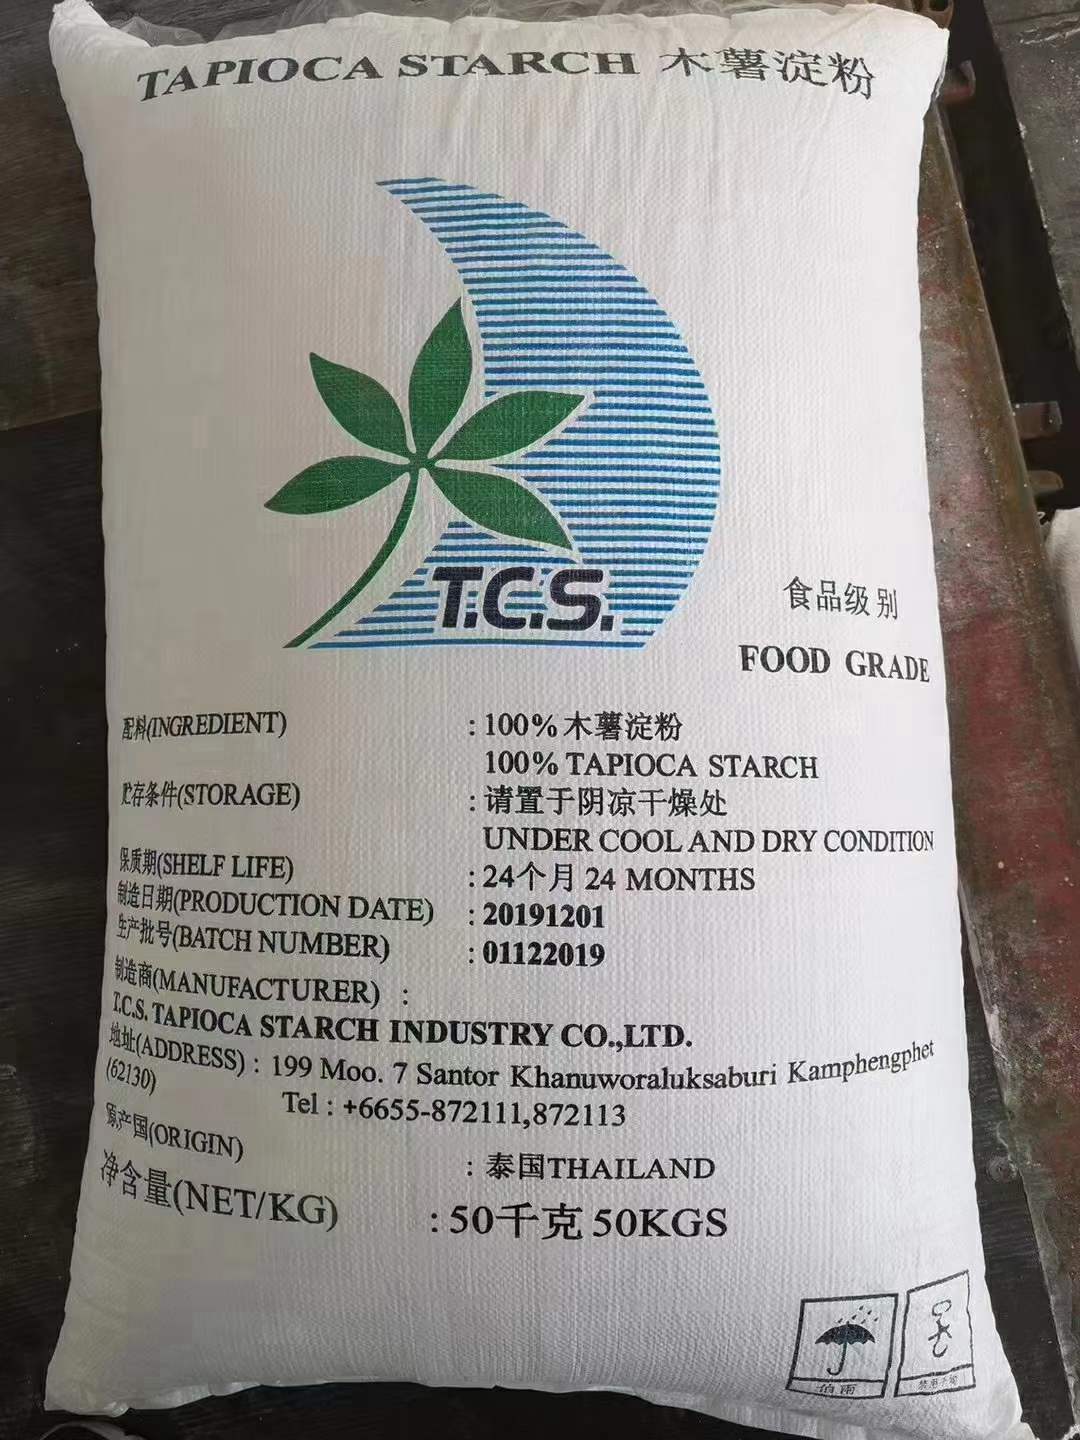 TAPIOCA STARCH 木薯淀粉
T.C.S.
食品级别
FOOD GRADE
配料(INGREDIENT) : 100%木薯淀粉
100% TAPIOCA STARCH
贮存条件(STORAGE) : 请置于阴凉干燥处
UNDER COOL AND DRY CONDITION
保质期(SHELF LIFE) : 24个月 24 MONTHS
制造日期(PRODUCTION DATE) : 20191201
生产批号(BATCH NUMBER) : 01122019
制造商(MANUFACTURER) :
T.C.S. TAPIOCA STARCH INDUSTRY CO.,LTD.
地址(ADDRESS) : 199 Moo. 7 Santor Khanuworaluksaburi Kamphengphet
(62130)
Tel : +6655-872111,872113
原产国(ORIGIN) : 泰国THAILAND
净含量(NET/KG) : 50千克 50KGS
怕雨